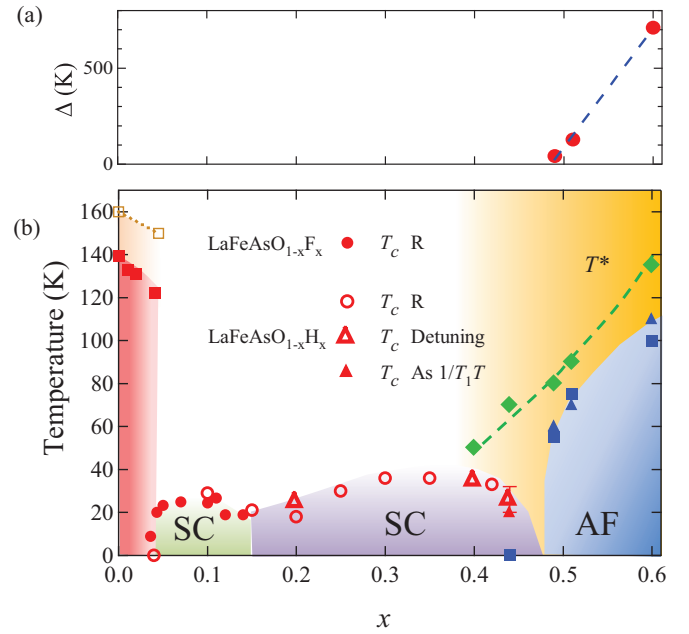 (a)
Δ (K)
500
0
(b)
Temperature (K)
160
140
120
100
80
60
40
20
0
LaFeAsO1-xFx
Tc R
Tc R
LaFeAsO1-xHx
Tc Detuning
Tc As 1/T1T
T*
SC
SC
AF
0.0 0.1 0.2 0.3 0.4 0.5 0.6
x